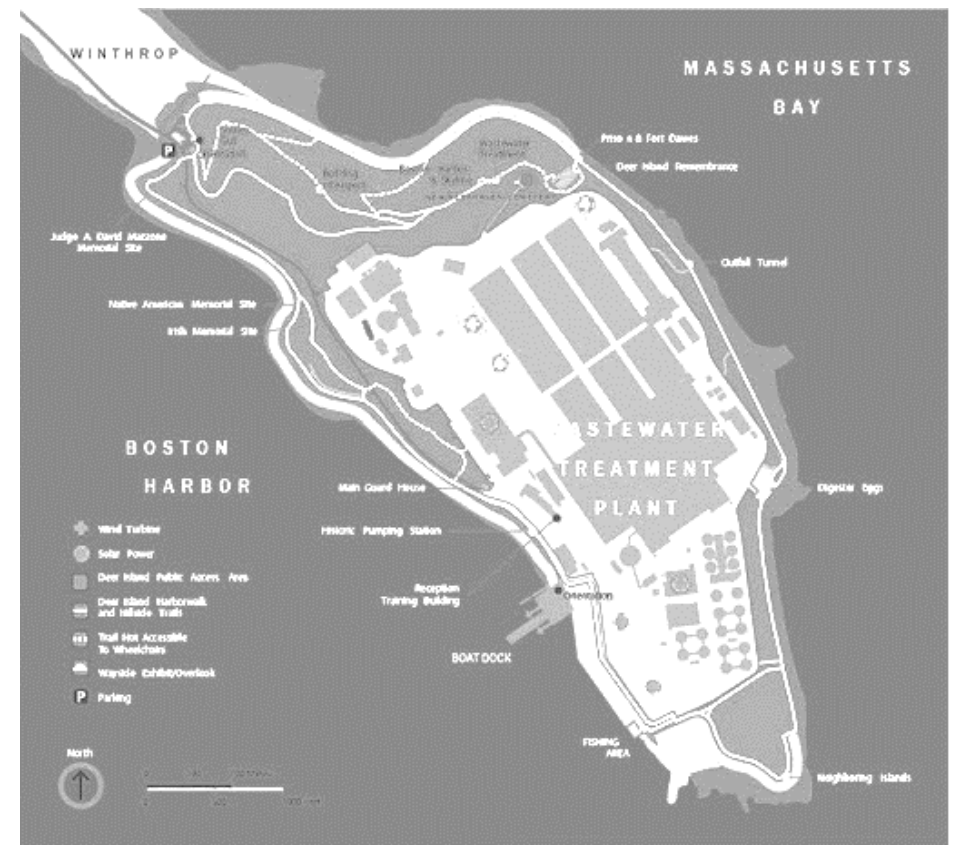 WINTHROP
MASSACHUSETTS
BAY
P
Prison & Fort Dawes
Deer Island Remembrance
Wastewater
Treatment
Judge A. David Mazzone
Memorial Site
Outfall Tunnel
Native American Memorial Site
Irish Memorial Site
BOSTON
HARBOR
WASTEWATER
TREATMENT
PLANT
Main Guard House
Digester Eggs
Historic Pumping Station
Wind Turbine
Solar Power
Deer Island Public Access Area
Deer Island Harborwalk
and Hillside Trails
Trail Not Accessible
To Wheelchairs
Wayside Exhibit/Overlook
P Parking
Reception
Training Building
Orientation
BOAT DOCK
FISHING
AREA
Neighboring Islands
North